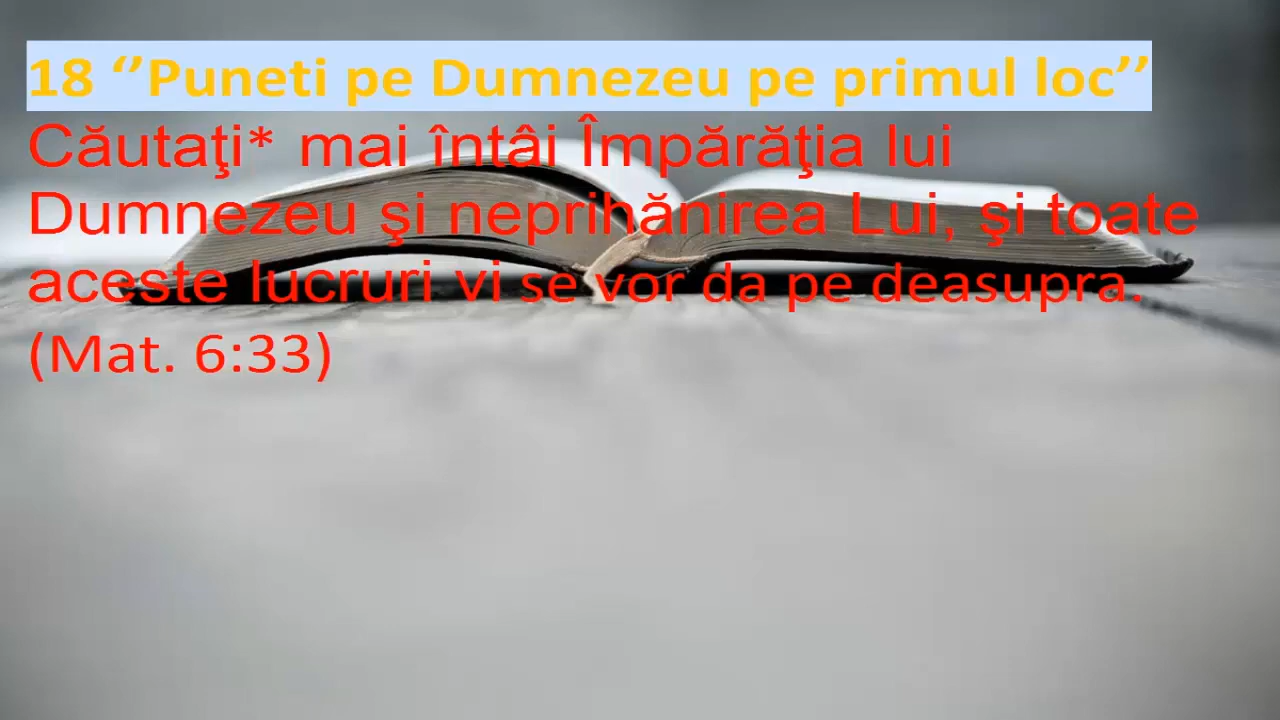 18 ‘’Puneti pe Dumnezeu pe primul loc’’
Căutaţi* mai întâi Împărăţia lui
Dumnezeu şi neprihănirea Lui, şi toate
aceste lucruri vi se vor da pe deasupra.
(Mat. 6:33)